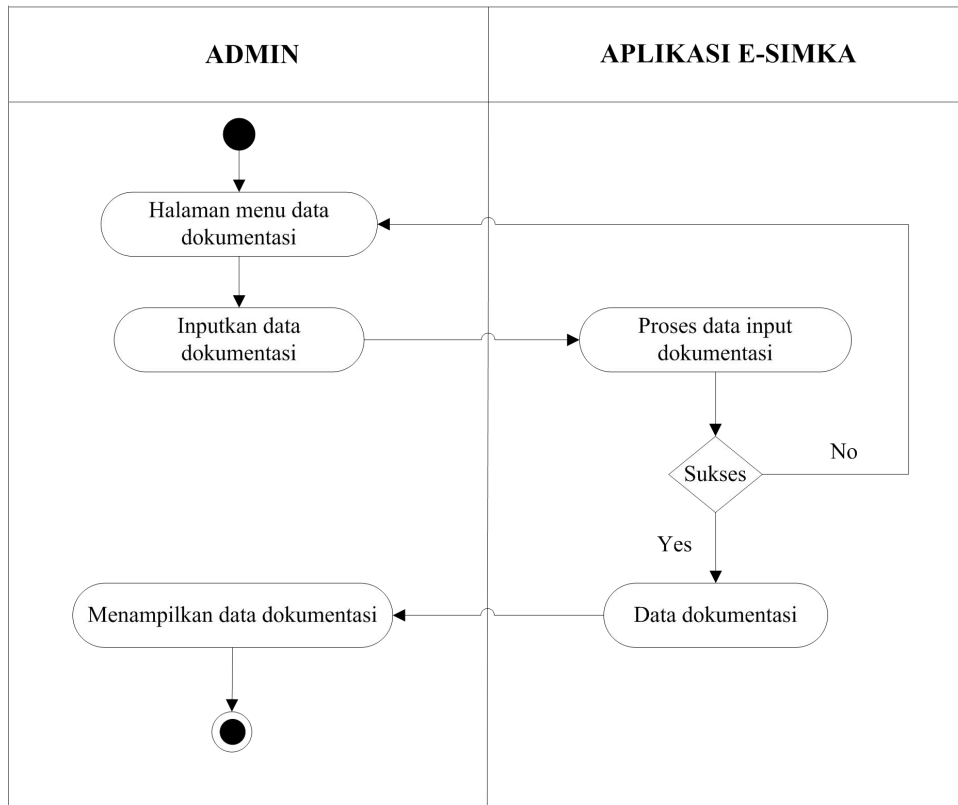 ADMIN
APLIKASI E-SIMKA
Halaman menu data
dokumentasi
Inputkan data
dokumentasi
Proses data input
dokumentasi
Sukses
No
Yes
Data dokumentasi
Menampilkan data dokumentasi